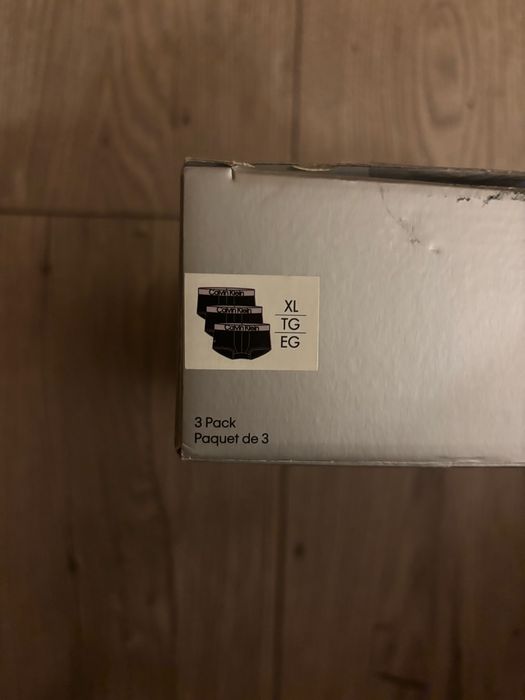 Calvin Klein
Calvin Klein
Calvin Klein
XL
TG
EG
3 Pack
Paquet de 3